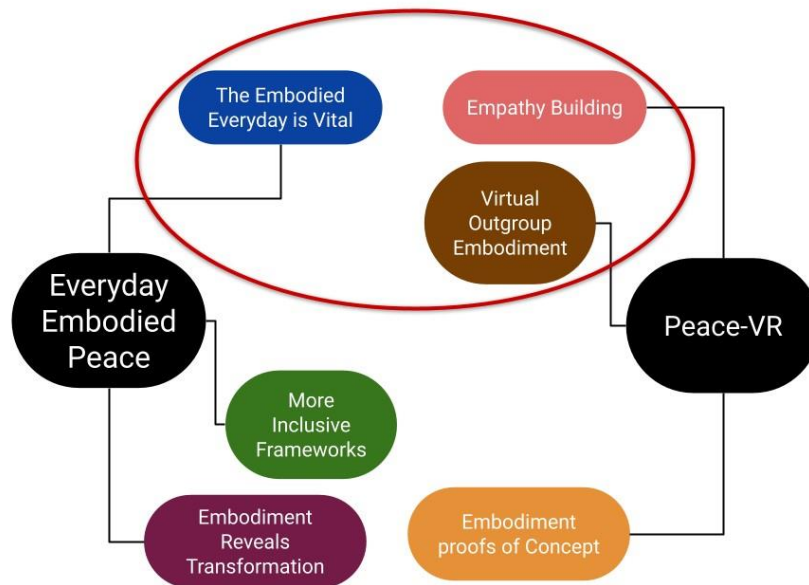 The Embodied
Everyday is Vital
Empathy Building
Virtual
Outgroup
Embodiment
Everyday
Embodied
Peace
Peace-VR
More
Inclusive
Frameworks
Embodiment
Reveals
Transformation
Embodiment
proofs of Concept